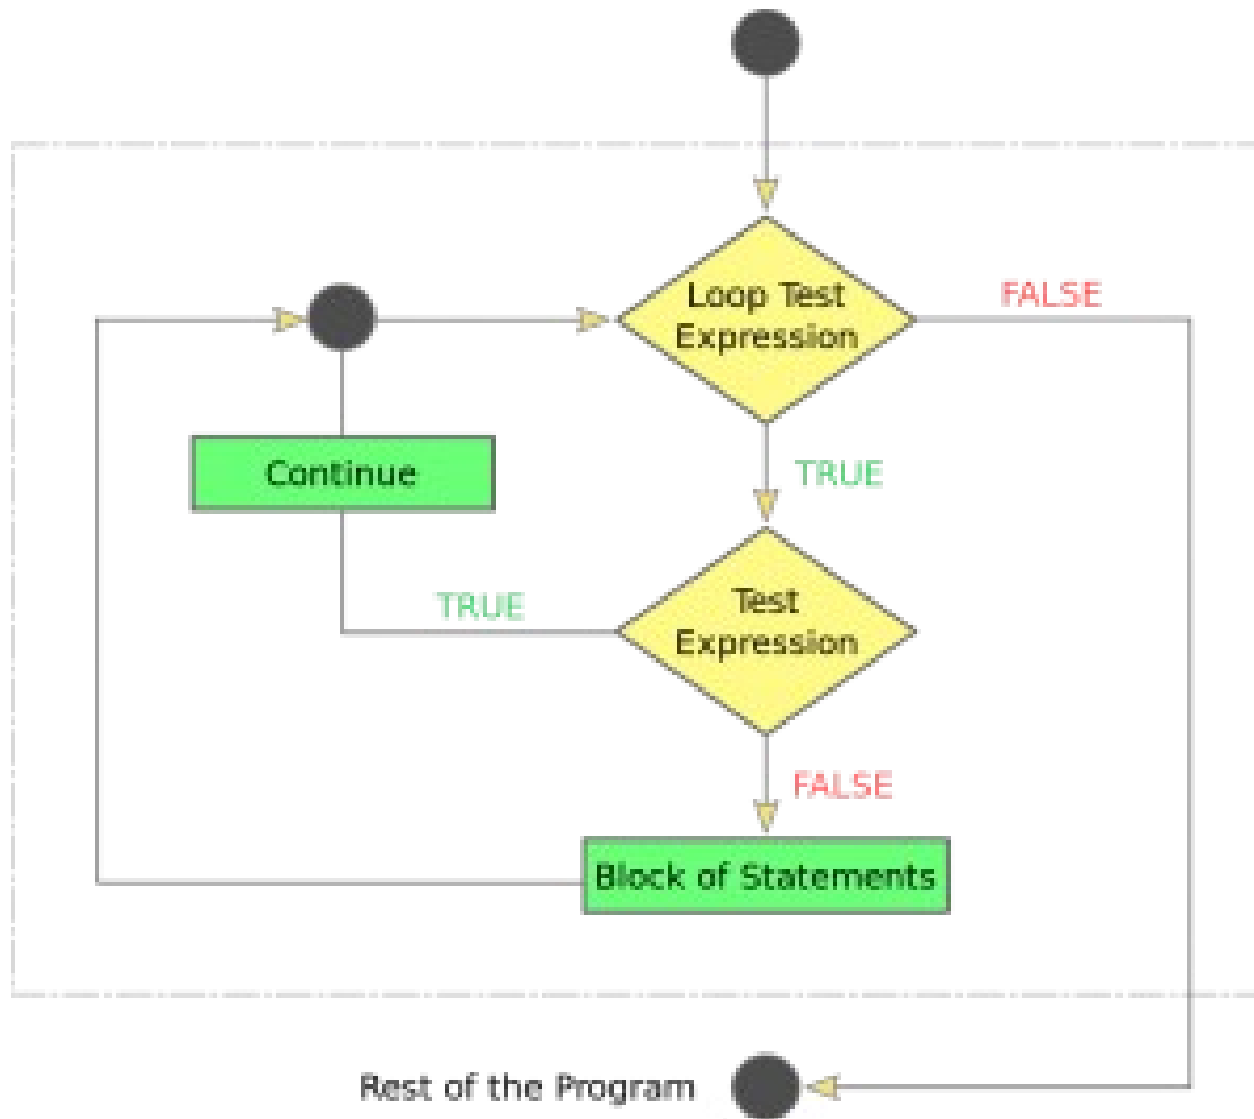 Loop Test
Expression
FALSE
Continue
TRUE
TRUE
Test
Expression
FALSE
Block of Statements
Rest of the Program